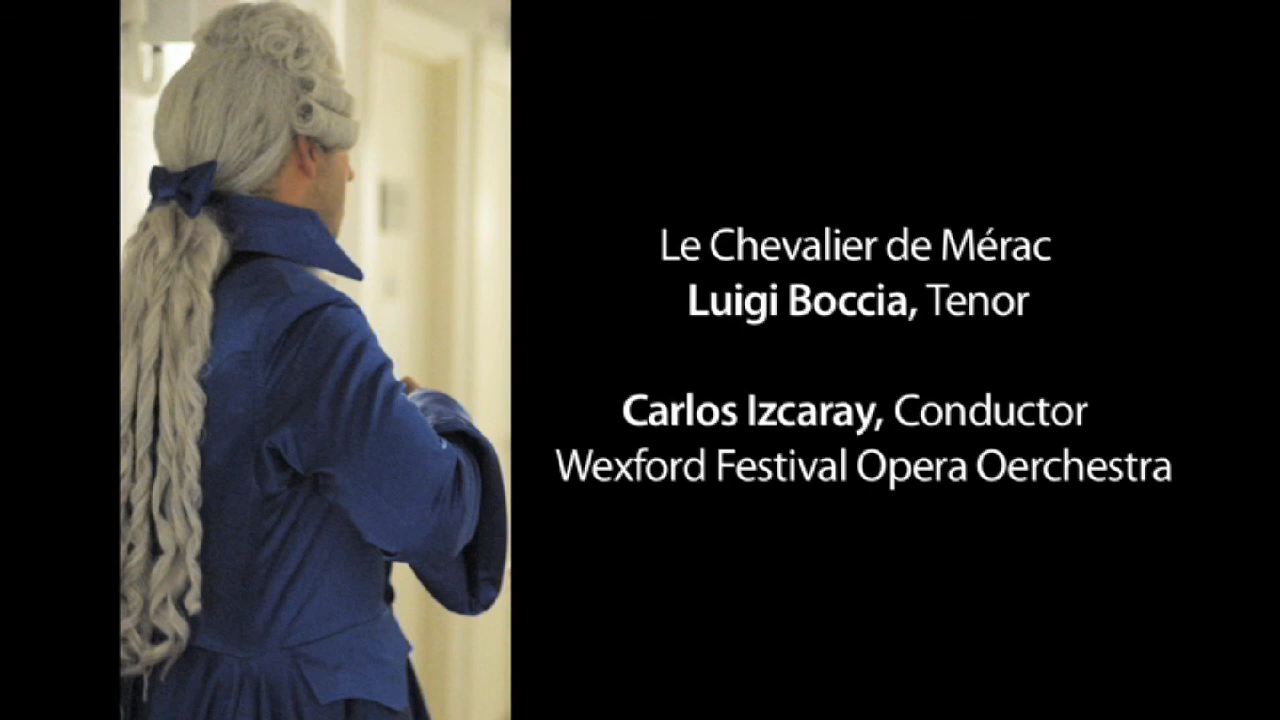 Le Chevalier de Mérac
Luigi Boccia, Tenor
Carlos Izcaray, Conductor
Wexford Festival Opera Oerchestra